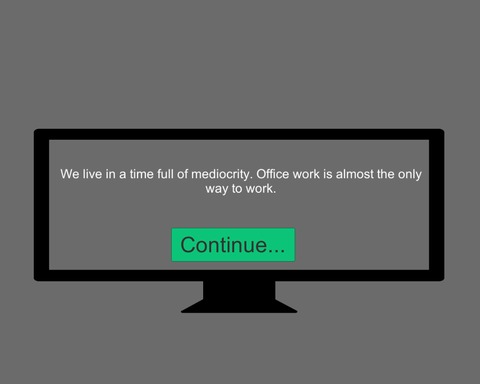 We live in a time full of mediocrity. Office work is almost the only
way to work.
Continue...